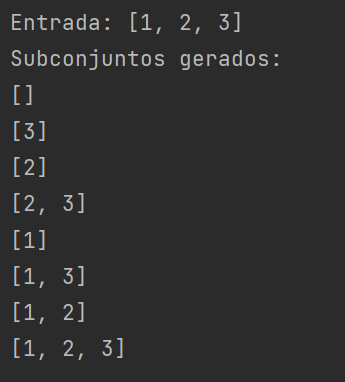 Entrada: [1, 2, 3]
Subconjuntos gerados:
[]
[3]
[2]
[2, 3]
[1]
[1, 3]
[1, 2]
[1, 2, 3]